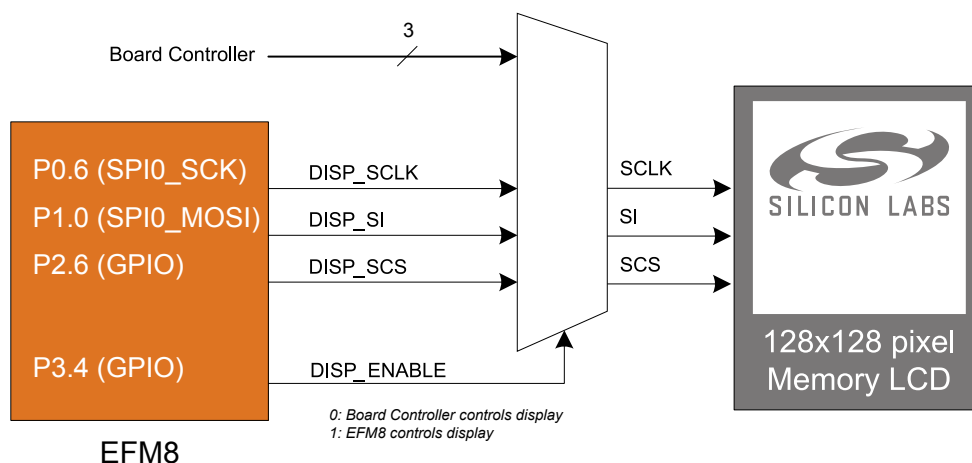 3
Board Controller
P0.6 (SPI0_SCK)
DISP_SCLK
SCLK
P1.0 (SPI0_MOSI)
DISP_SI
SI
P2.6 (GPIO)
DISP_SCS
SCS
P3.4 (GPIO)
DISP_ENABLE
0: Board Controller controls display
1: EFM8 controls display
EFM8
SILICON LABS
128x128 pixel
Memory LCD